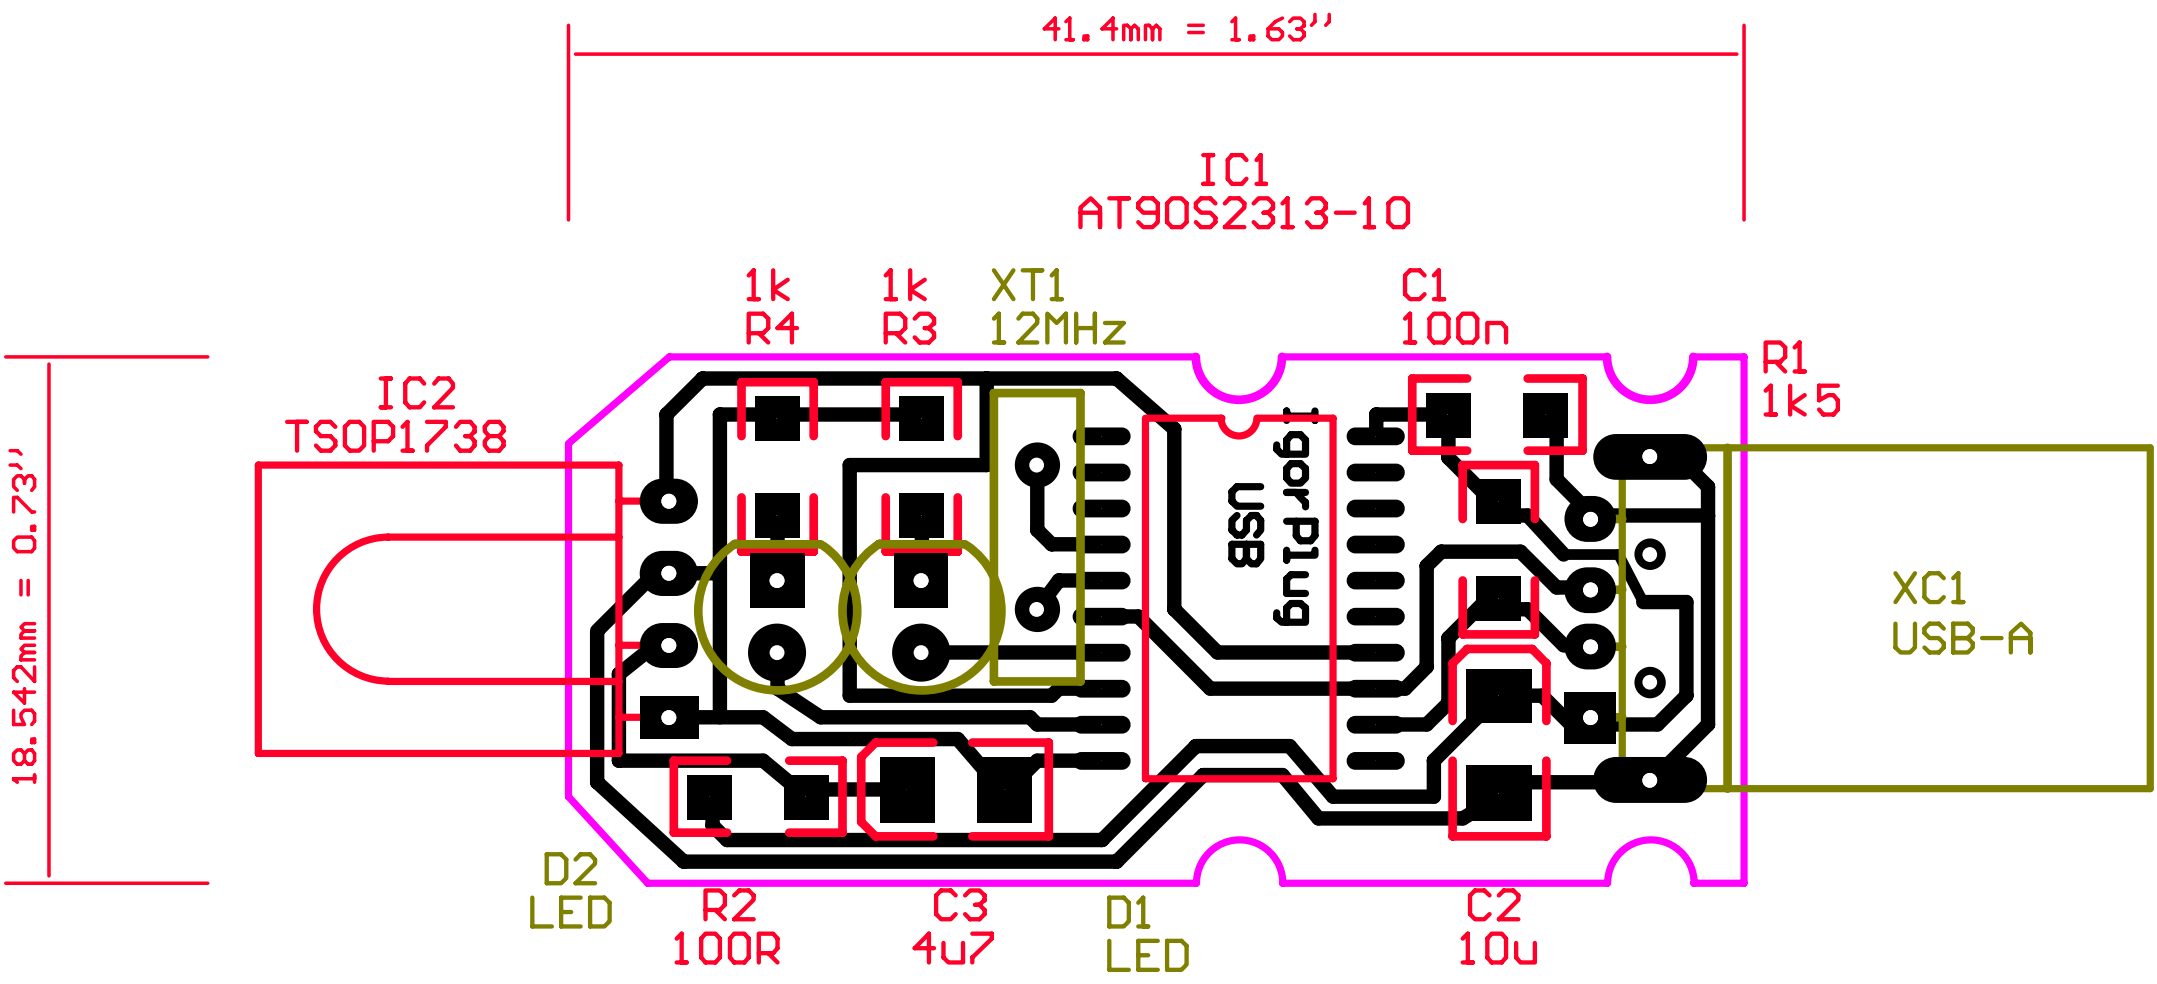 41.4mm = 1.63''
IC1
AT90S2313-10
1k
R4
1k
R3
XT1
12MHz
C1
100n
R1
1k5
IC2
TSOP1738
18.542mm = 0.73''
IgorPlug
USB
XC1
USB-A
D2
LED
R2
100R
C3
4u7
D1
LED
C2
10u